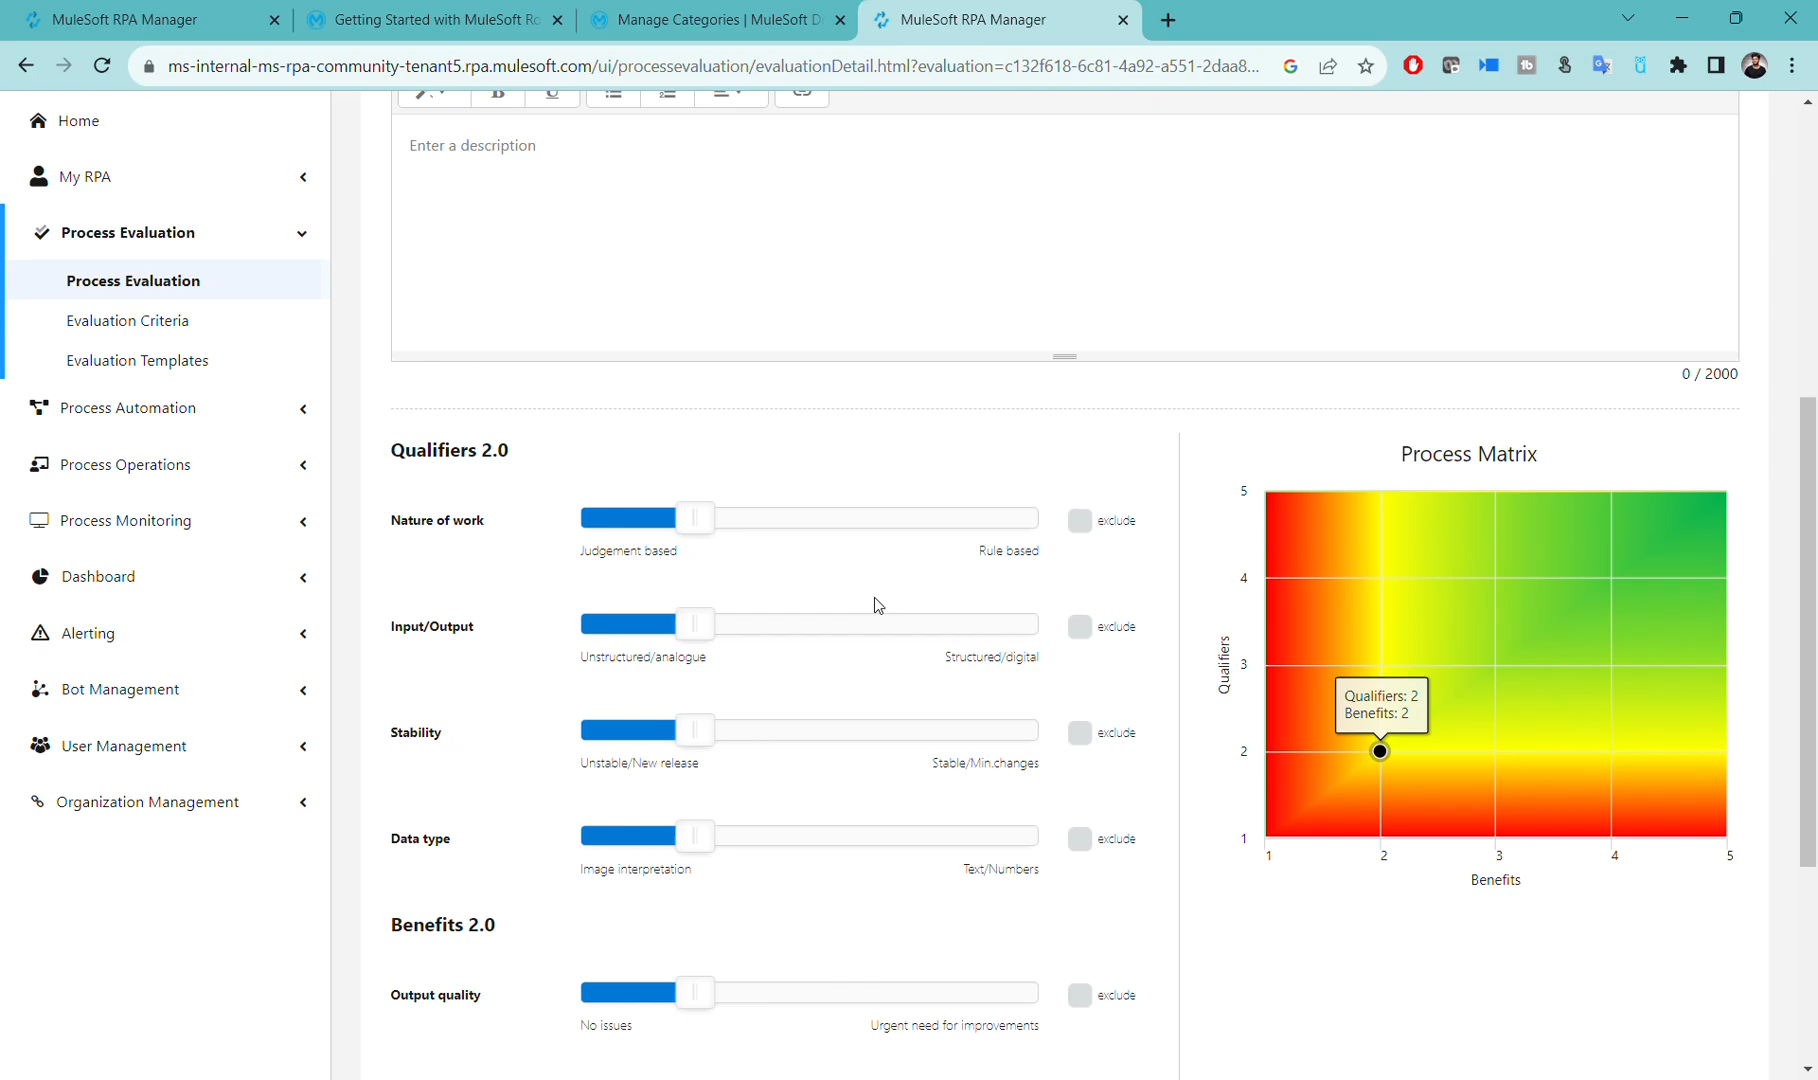 MuleSoft RPA Manager
Getting Started with MuleSoft Ro
Manage Categories | MuleSoft D
MuleSoft RPA Manager
ms-internal-ms-rpa-community-tenant5.rpa.mulesoft.com/ui/processevaluation/evaluationDetail.html?evaluation=c132f618-6c81-4a92-a551-2daa8...
Home
My RPA
Process Evaluation
Process Evaluation
Evaluation Criteria
Evaluation Templates
Process Automation
Process Operations
Process Monitoring
Dashboard
Alerting
Bot Management
User Management
Organization Management
B
U
Enter a description
0 / 2000
Qualifiers 2.0
Nature of work
exclude
Judgement based
Rule based
Input/Output
exclude
Unstructured/analogue
Structured/digital
Stability
exclude
Unstable/New release
Stable/Min.changes
Data type
exclude
Image interpretation
Text/Numbers
Benefits 2.0
Output quality
exclude
No issues
Urgent need for improvements
Process Matrix
5
4
3
2
1
Qualifiers
Qualifiers: 2
Benefits: 2
1
2
3
4
5
Benefits